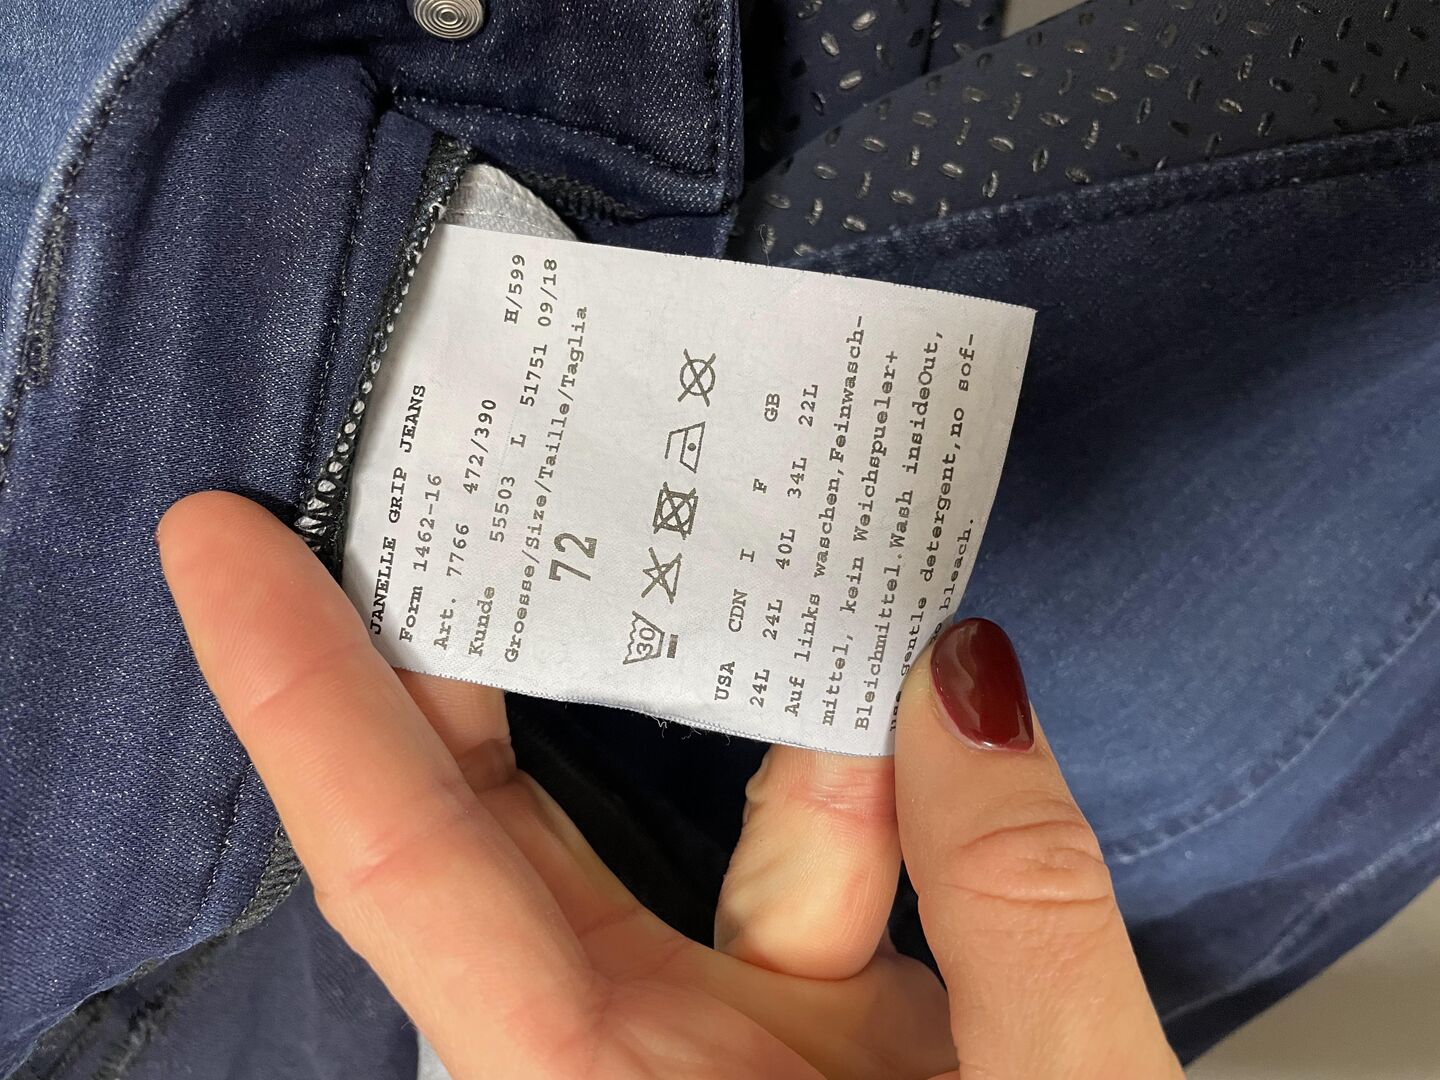 JANELLE GRIP JEANS
Form 1462-16
Art. 7766 472/390 H/599
Kunde 55503 L 51751 09/18
Groesse/Size/Taille/Taglia
72
30
USA CDN I F GB
24L 24L 40L 34L 22L
Auf links waschen,Feinwasch-
mittel, kein Weichspueler+
Bleichmittel.Wash insideOut,
gentle detergent,no sof-
bleach.